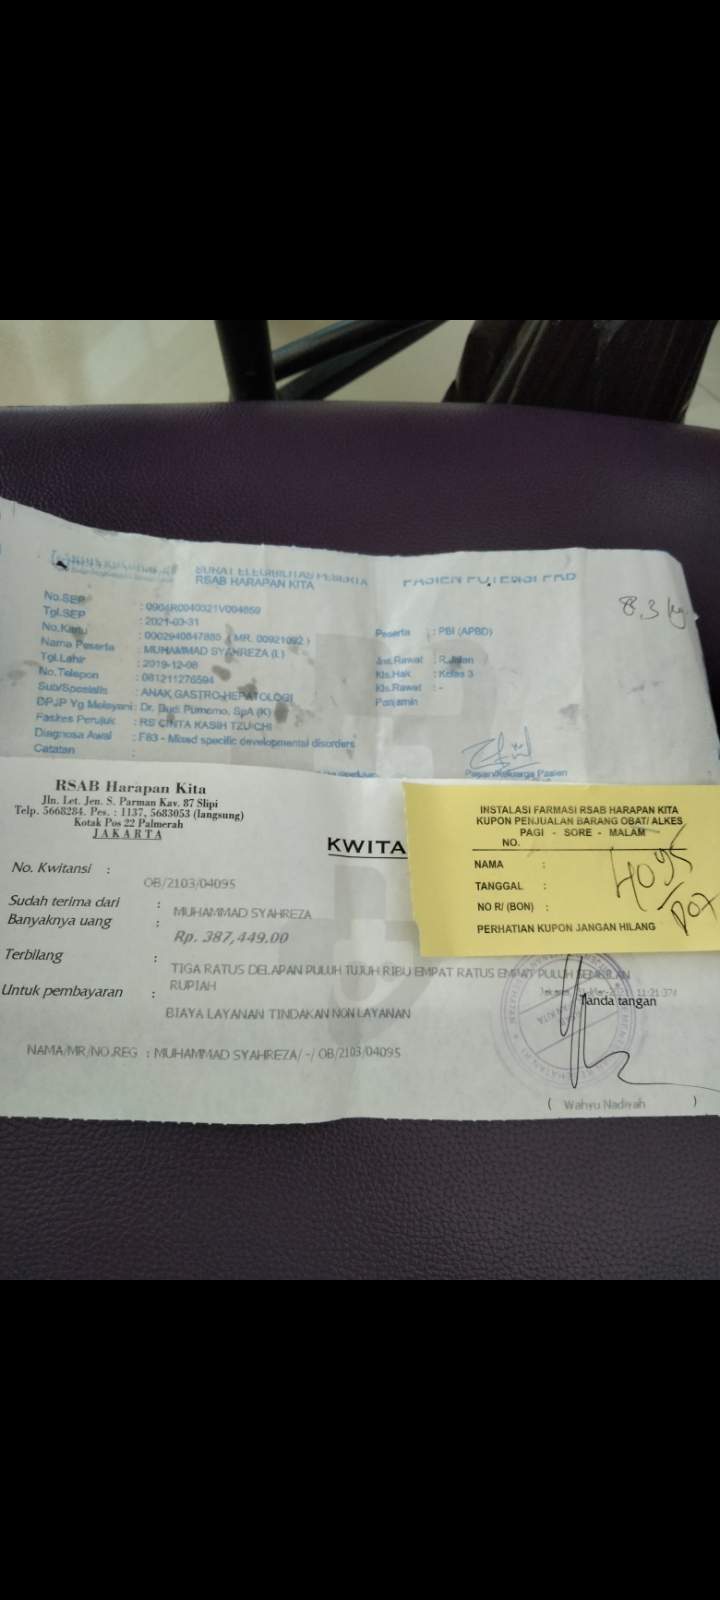 SURAT ELEGIBILITAS PESERTA
RSAB HARAPAN KITA
PASIEN POTENSI PRB
8.3 kg
No.SEP : 0904R0040321V004859
Tgl.SEP : 2021-03-31
No.Kartu : 0002940847885 ( MR. 00921092 )
Peserta : PBI (APBD)
Nama Peserta : MUHAMMAD SYAHREZA (L)
Tgl.Lahir : 2019-12-08
Jns.Rawat : R.Jalan
No.Telepon : 081211276594
Kls.Hak : Kelas 3
Sub/Spesialis : ANAK GASTRO-HEPATOLOGI
Kls.Rawat : -
DPJP Yg Melayani : Dr. Budi Purnomo, SpA (K)
Penjamin
Faskes Perujuk : RS CINTA KASIH TZU CHI
Diagnosa Awal : F83 - Mixed specific developmental disorders
Catatan :
Pasien/Keluarga Pasien
RSAB Harapan Kita
Jln. Let. Jen. S. Parman Kav. 87 Slipi
Telp. 5668284. Pes. : 1137, 5683053 (langsung)
Kotak Pos 22 Palmerah
JAKARTA
KWITA
INSTALASI FARMASI RSAB HARAPAN KITA
KUPON PENJUALAN BARANG OBAT/ ALKES
PAGI - SORE - MALAM
NO.
NAMA :
TANGGAL :
NO R/ (BON) :
4095
PERHATIAN KUPON JANGAN HILANG
No. Kwitansi : OB/2103/04095
Sudah terima dari : MUHAMMAD SYAHREZA
Banyaknya uang : Rp. 387,449.00
Terbilang : TIGA RATUS DELAPAN PULUH TUJUH RIBU EMPAT RATUS EMPAT PULUH SEMBILAN
RUPIAH
Untuk pembayaran : BIAYA LAYANAN TINDAKAN NON LAYANAN
Tanda tangan
NAMA/MR/NO.REG : MUHAMMAD SYAHREZA/ -/ OB/2103/04095
( Wahyu Nadiyah )